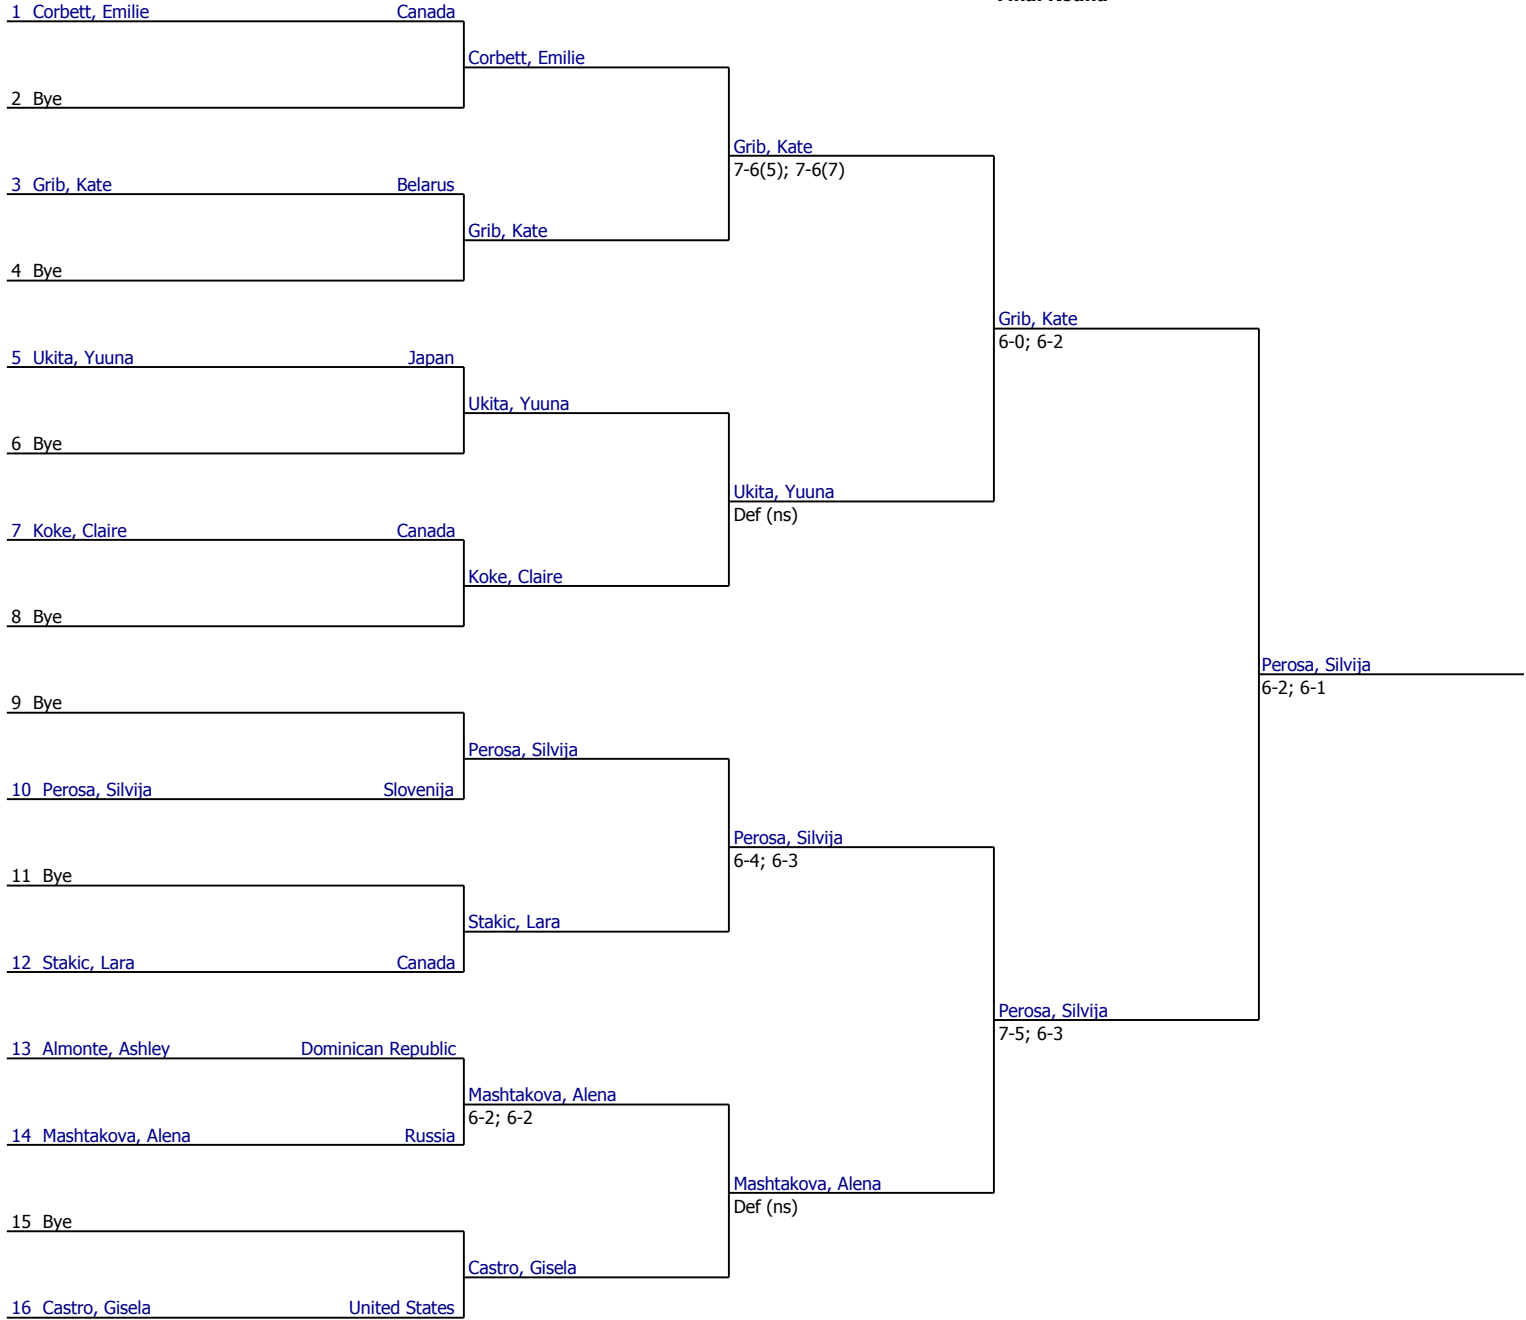 1 Corbett, Emilie Canada
Corbett, Emilie
2 Bye
Grib, Kate
7-6(5); 7-6(7)
3 Grib, Kate Belarus
Grib, Kate
4 Bye
Grib, Kate
6-0; 6-2
5 Ukita, Yuuna Japan
Ukita, Yuuna
6 Bye
Ukita, Yuuna
Def (ns)
7 Koke, Claire Canada
Koke, Claire
8 Bye
Perosa, Silvija
6-2; 6-1
9 Bye
Perosa, Silvija
10 Perosa, Silvija Slovenija
Perosa, Silvija
6-4; 6-3
11 Bye
Stakic, Lara
12 Stakic, Lara Canada
Perosa, Silvija
7-5; 6-3
13 Almonte, Ashley Dominican Republic
Mashtakova, Alena
6-2; 6-2
14 Mashtakova, Alena Russia
Mashtakova, Alena
Def (ns)
15 Bye
Castro, Gisela
16 Castro, Gisela United States